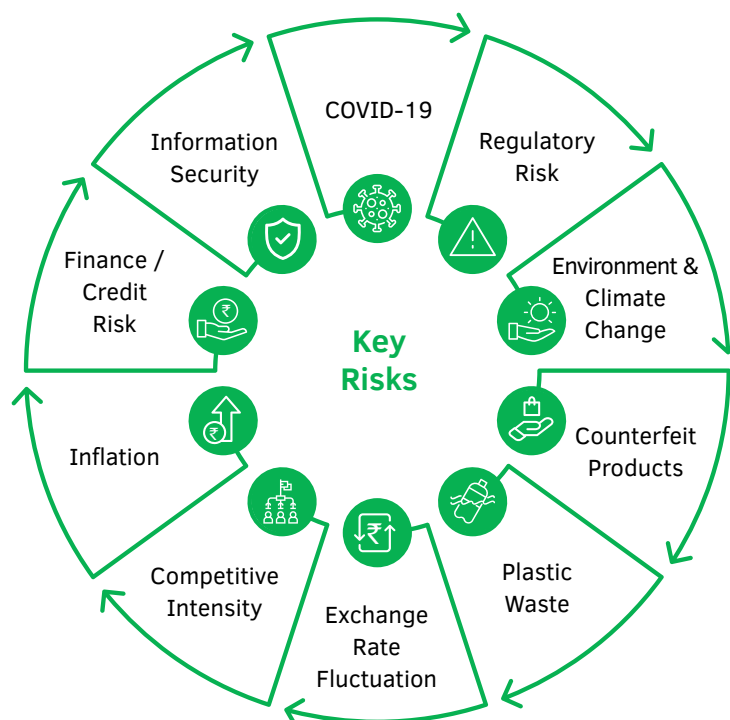 COVID-19
Regulatory
Risk
Environment &
Climate
Change
Counterfeit
Products
Plastic
Waste
Exchange
Rate
Fluctuation
Competitive
Intensity
Inflation
Finance /
Credit
Risk
Information
Security
Key
Risks
₹
₹
₹